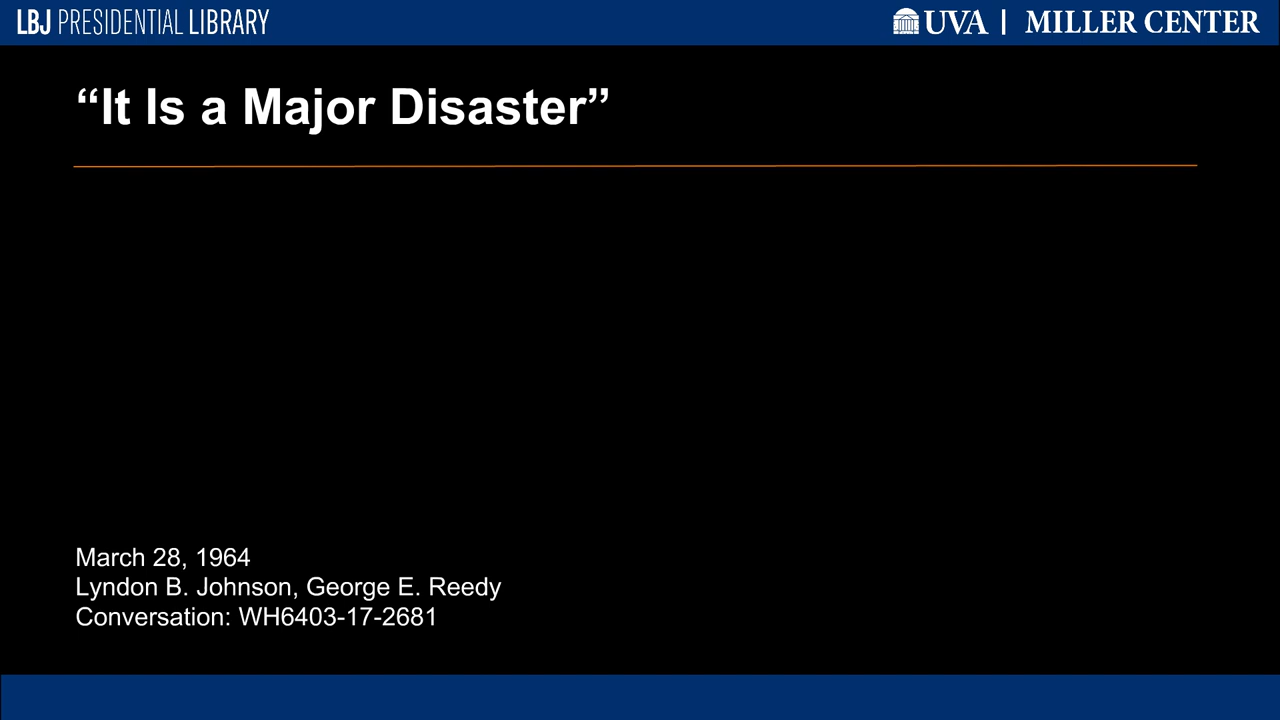 LBJ PRESIDENTIAL LIBRARY
UVA | MILLER CENTER
“It Is a Major Disaster”
March 28, 1964
Lyndon B. Johnson, George E. Reedy
Conversation: WH6403-17-2681